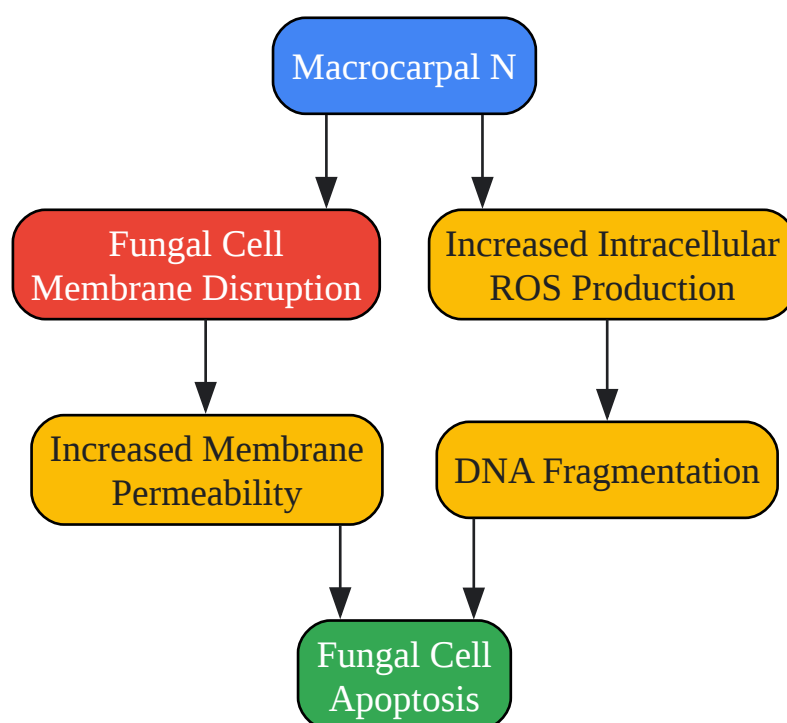 Macrocarpal N
Fungal Cell
Membrane Disruption
Increased Intracellular
ROS Production
Increased Membrane
Permeability
DNA Fragmentation
Fungal Cell
Apoptosis